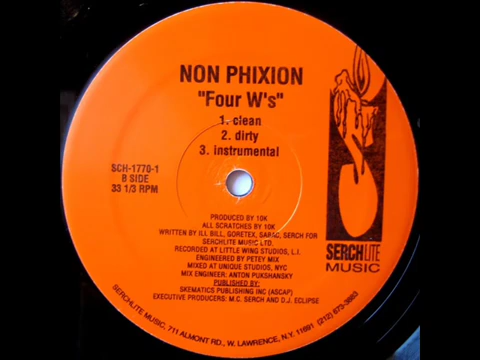 NON PHIXION
"Four W's"
1. clean
2. dirty
3. instrumental
SCH-1770-1
B SIDE
33 1/3 RPM
PRODUCED BY 10K
ALL SCRATCHES BY 10K
WRITTEN BY ILL BILL, GORETEX, SABAC, SERCH FOR
SERCHLITE MUSIC LTD.
RECORDED AT LITTLE WING STUDIOS, L.I.
ENGINEERED BY PETEY MIX
MIXED AT UNIQUE STUDIOS, NYC
MIX ENGINEER: ANTON PUKSHANSKY
PUBLISHED BY:
SKEMATICS PUBLISHING INC (ASCAP)
EXECUTIVE PRODUCERS: M.C. SERCH AND D.J. ECLIPSE
SERCHLITE
MUSIC
SERCHLITE MUSIC, 711 ALMONT RD., W. LAWRENCE, N.Y. 11691 (212) 673-3683